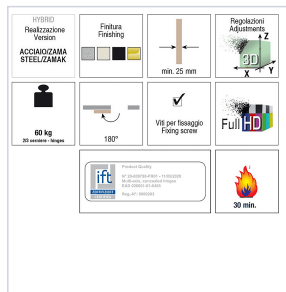 HYBRID
Realizzazione
Version
ACCIAIO/ZAMA
STEEL/ZAMAK
Finitura
Finishing
min. 25 mm
Regolazioni
Adjustments
3D
Z
X
Y
60 kg
2/3 cerniere - hinges
180°
Viti per fissaggio
Fixing screw
Full HD
ift
Product Quality
30 min.